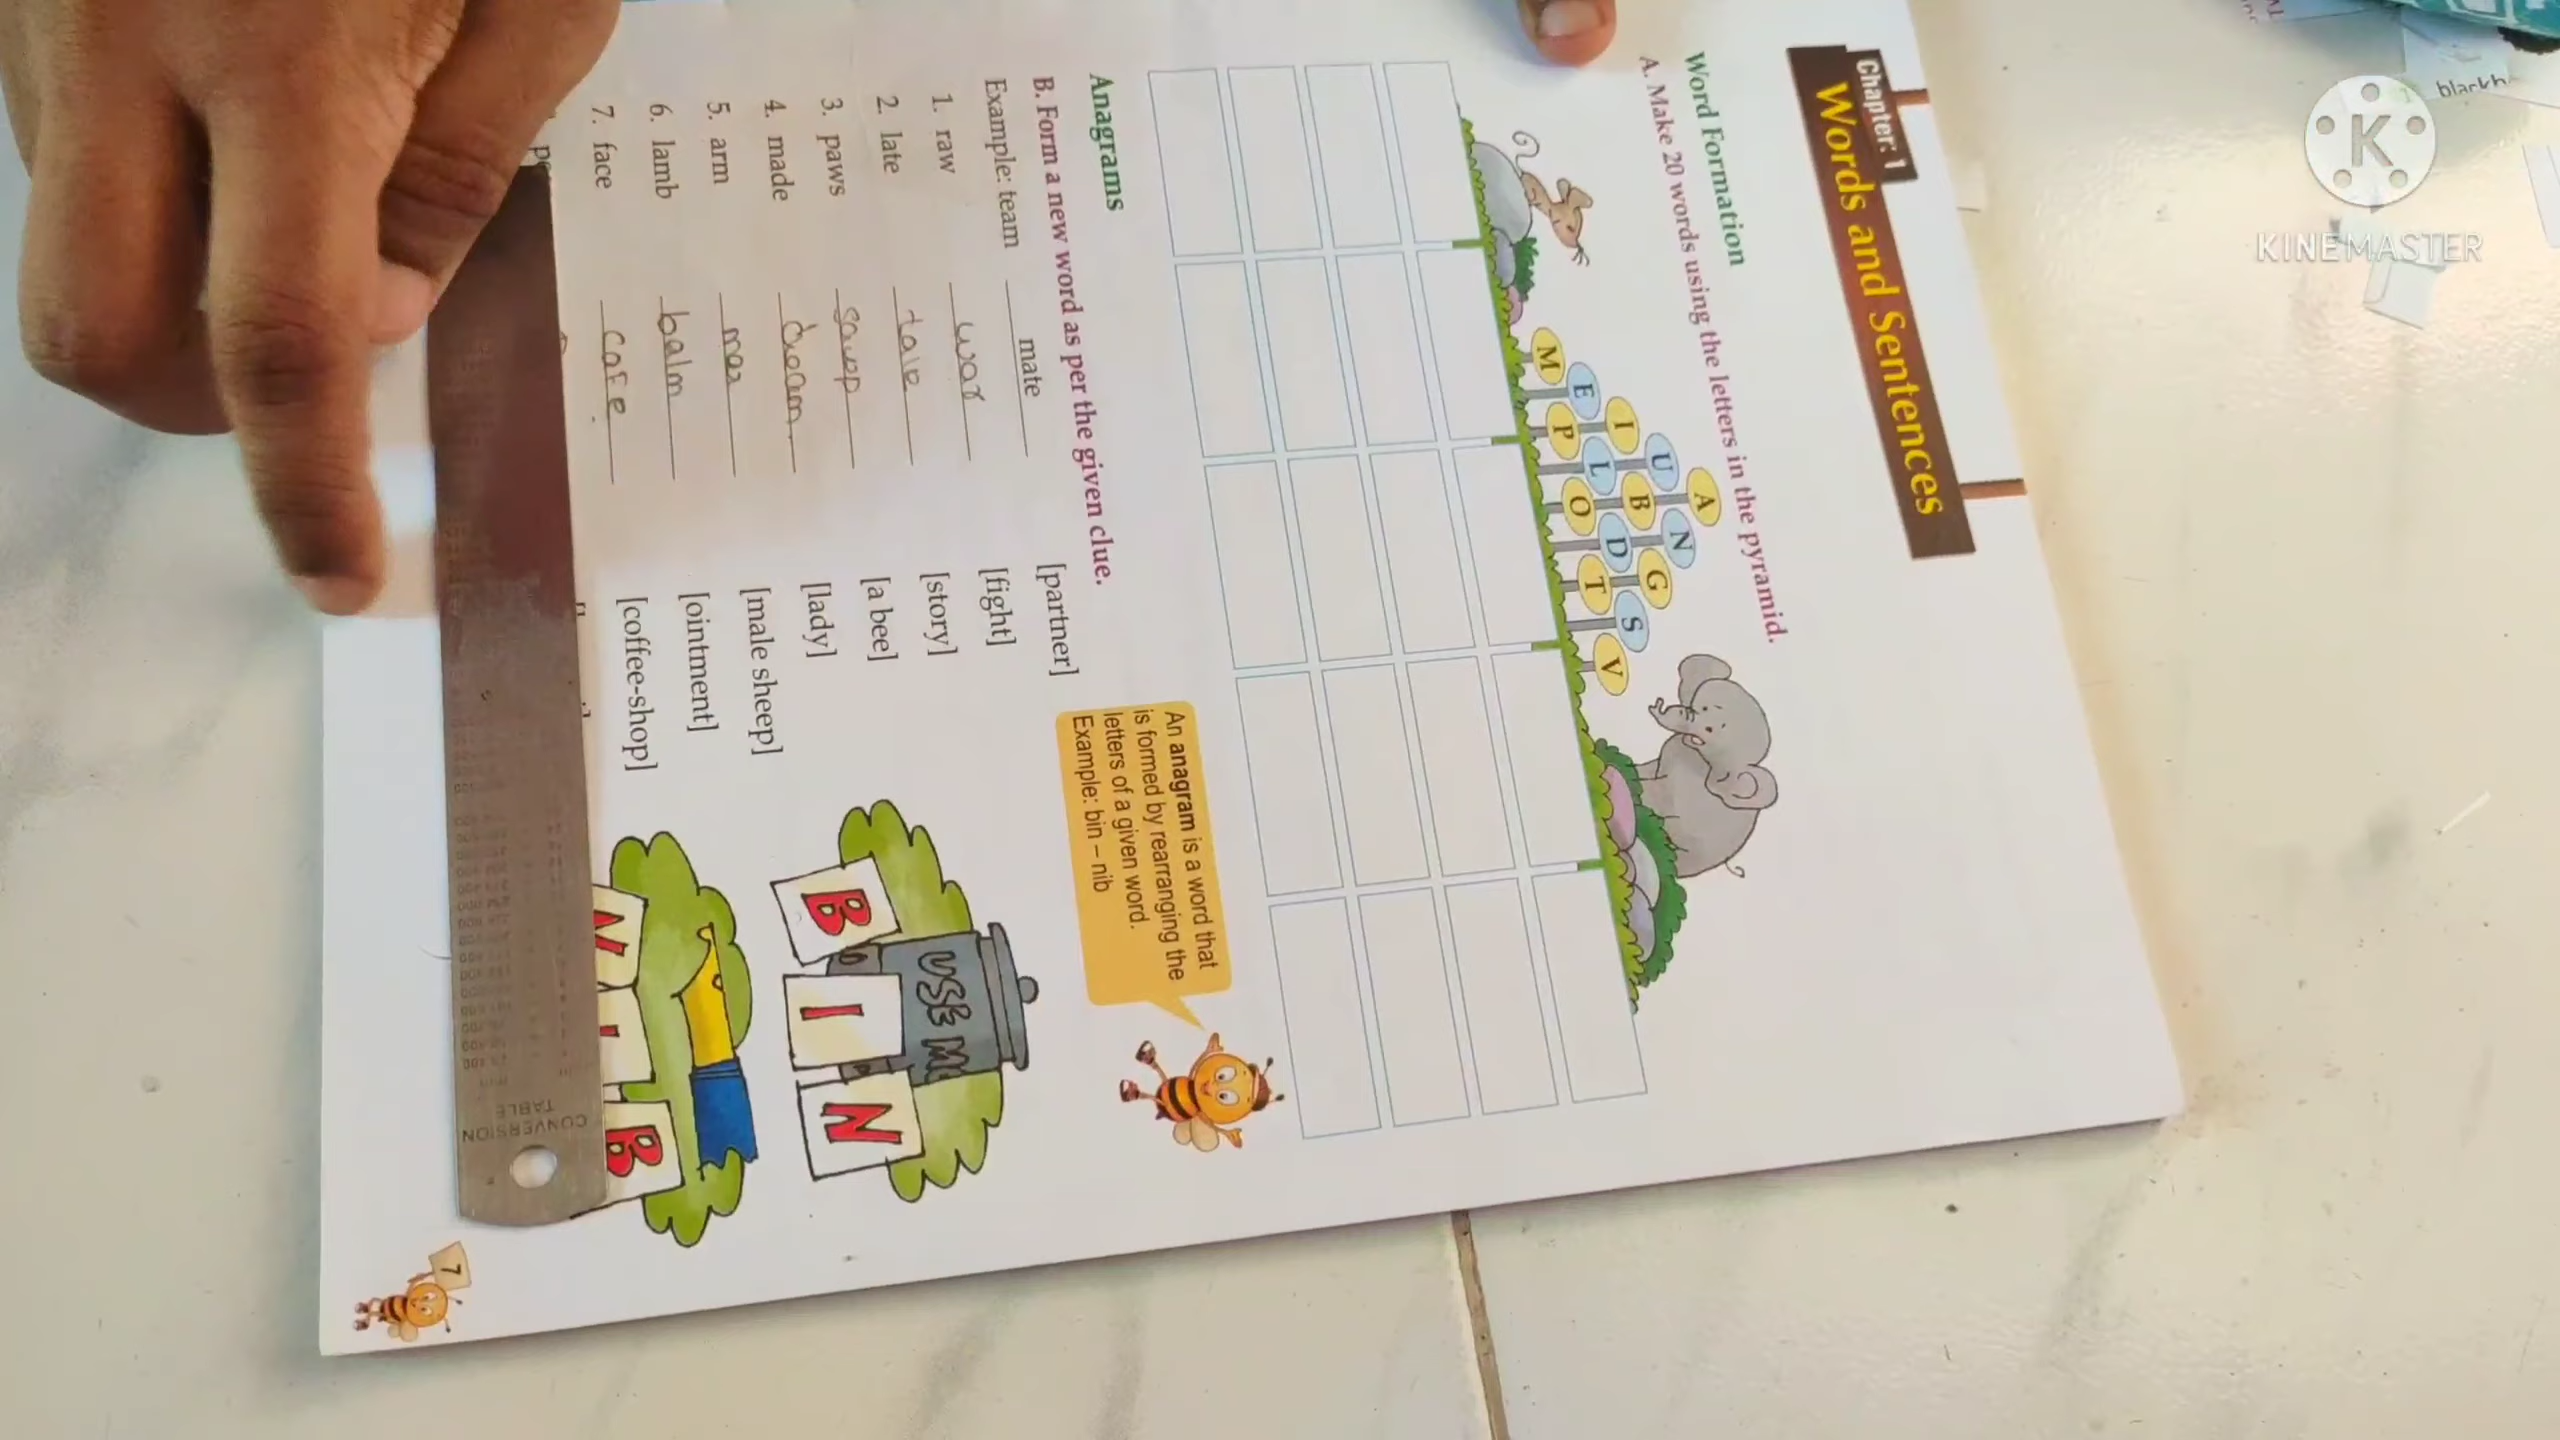 Chapter: 1
Words and Sentences
Word Formation
A. Make 20 words using the letters in the pyramid.
A
U N
I B G
E L D S
M P O T V
Anagrams
B. Form a new word as per the given clue.
An anagram is a word that
is formed by rearranging the
letters of a given word.
Example: bin – nib
Example: team mate [partner]
1. raw war [fight]
2. late tale [story]
3. paws [a bee]
4. made [lady]
5. arm [male sheep]
6. lamb balm [ointment]
7. face cafe [coffee-shop]
USE ME
B I N
N I B
CONVERSION
TABLE
7
KINEMASTER
K